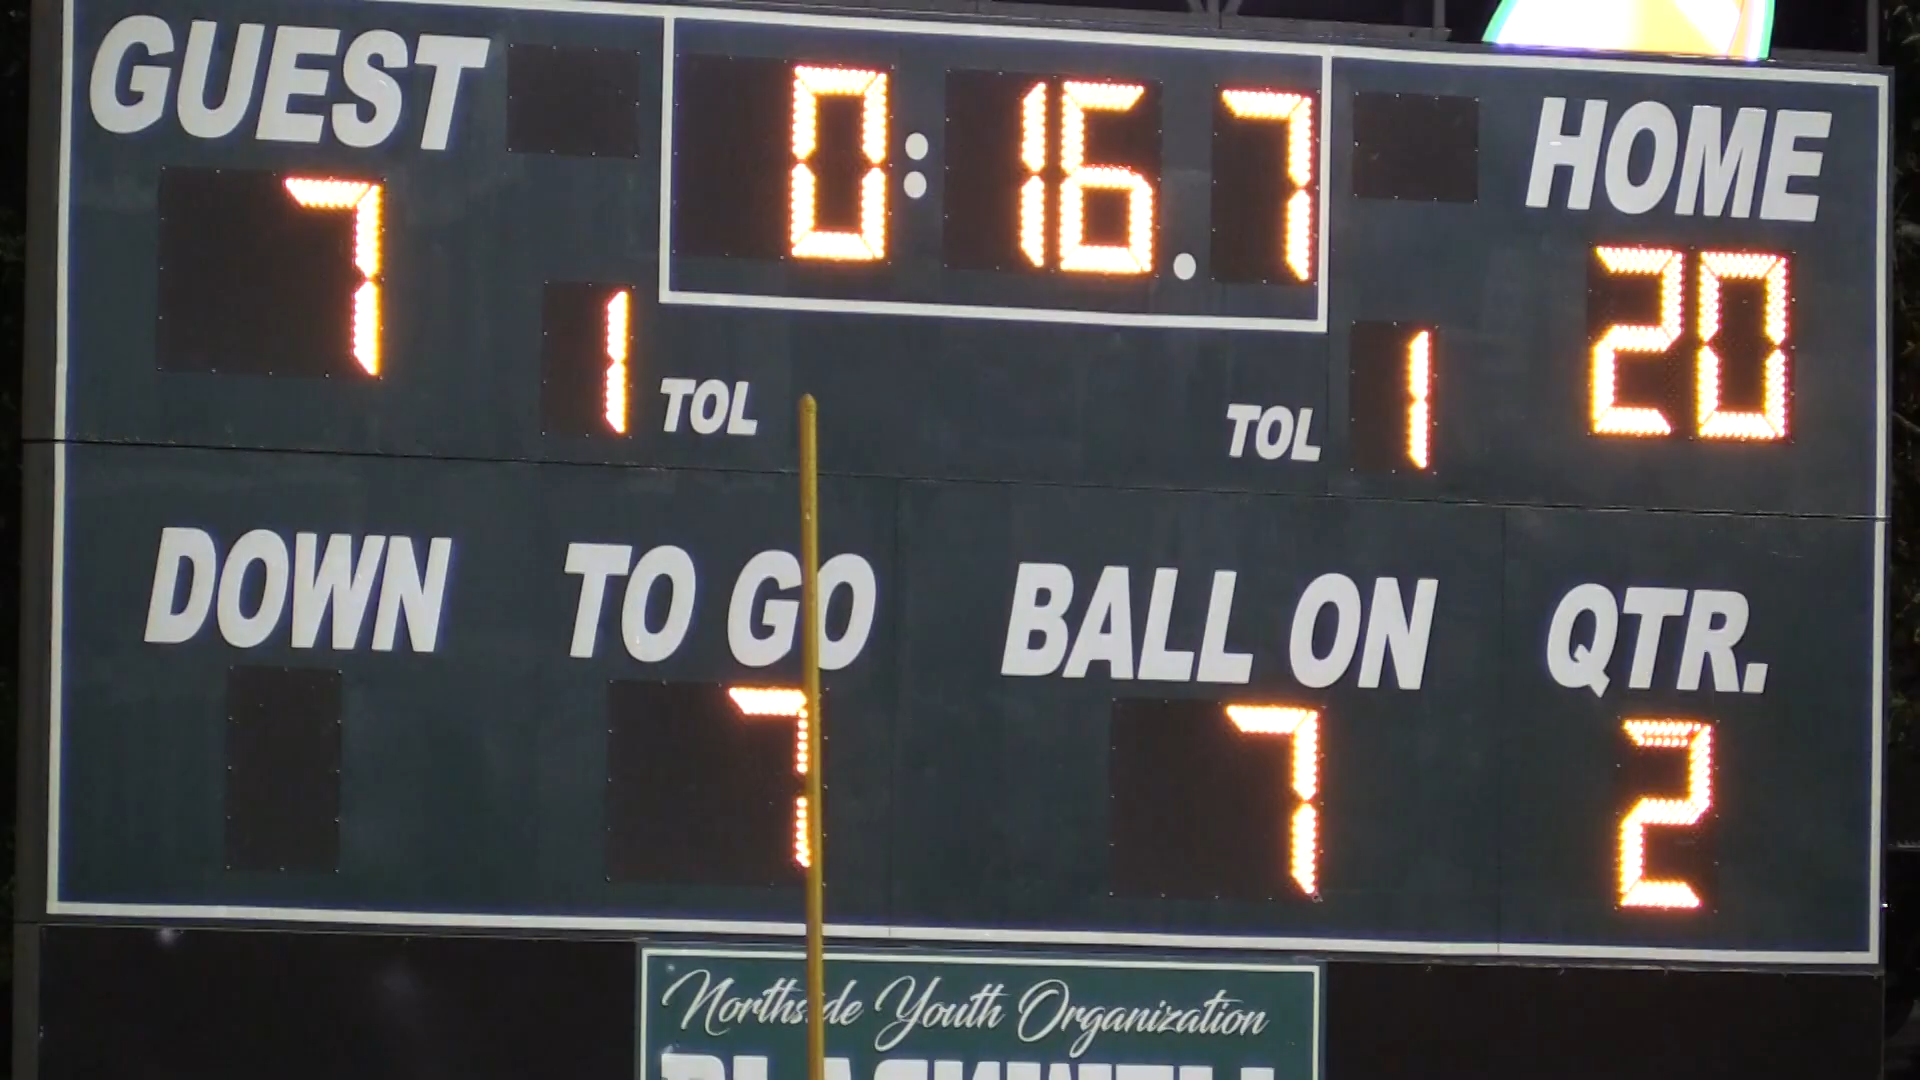 GUEST 0:16.7 HOME
7 1 TOL TOL 1 20
DOWN TO GO BALL ON QTR.
7 7 2
Northside Youth Organization